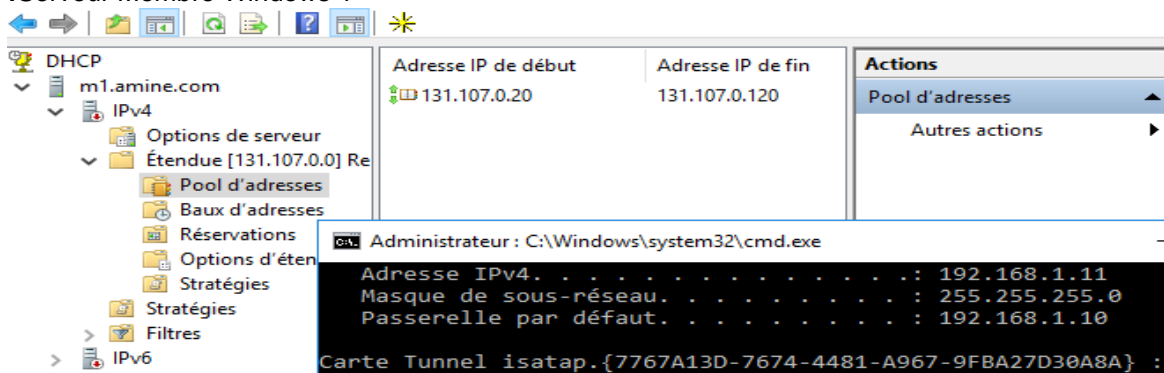 DHCP
m1.amine.com
IPv4
Options de serveur
Étendue [131.107.0.0] Re
Pool d'adresses
Baux d'adresses
Réservations
Options d'éten
Stratégies
Stratégies
Filtres
IPv6
Adresse IP de début Adresse IP de fin
131.107.0.20 131.107.0.120
Actions
Pool d'adresses
Autres actions
Administrateur : C:\Windows\system32\cmd.exe
Adresse IPv4. . . . . . . . . . . . . .: 192.168.1.11
Masque de sous-réseau. . . . . . . . . : 255.255.255.0
Passerelle par défaut. . . . . . . . . : 192.168.1.10
Carte Tunnel isatap.{7767A13D-7674-4481-A967-9FBA27D30A8A} :